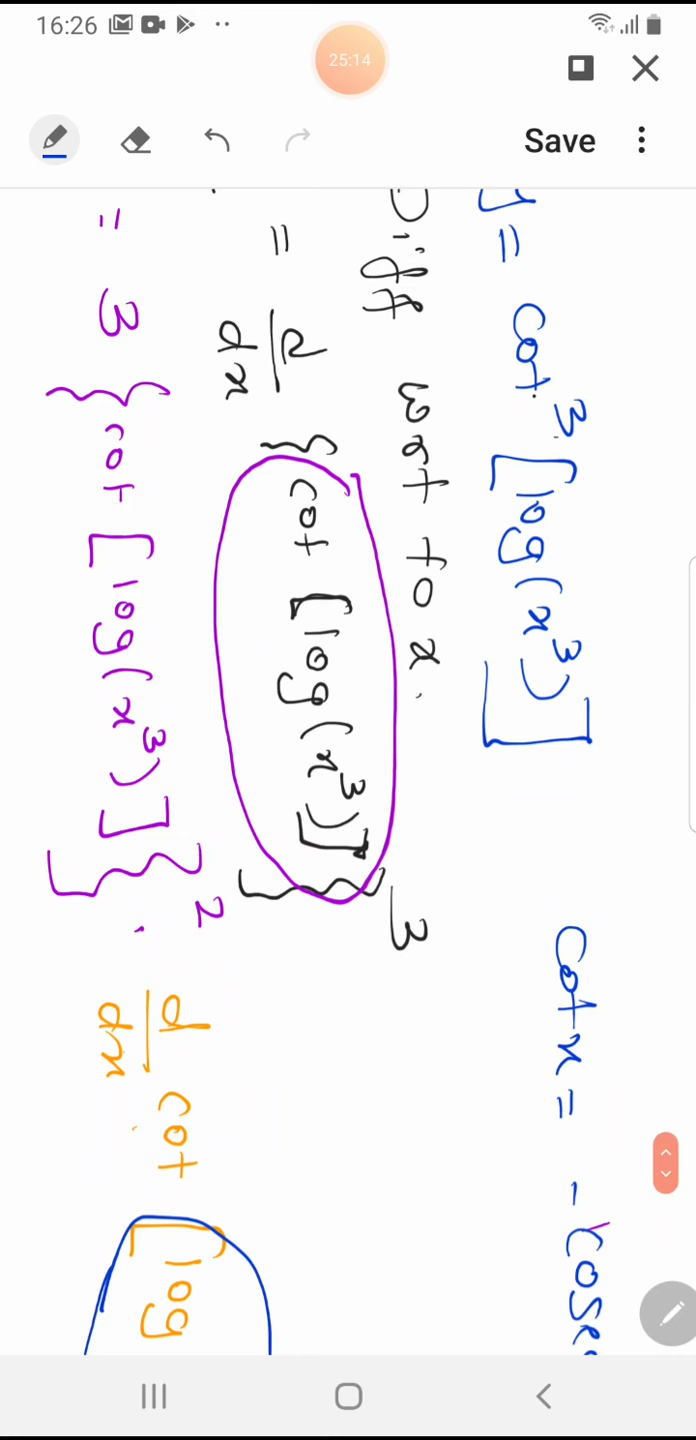 16:26
25:14
Save
y = cot³ [log(x³)]
cot x = - cose
Diff wrt to x.
= d/dx {cot [log(x³)]}³
= 3 {cot [log(x³)]}² . d/dx cot [log